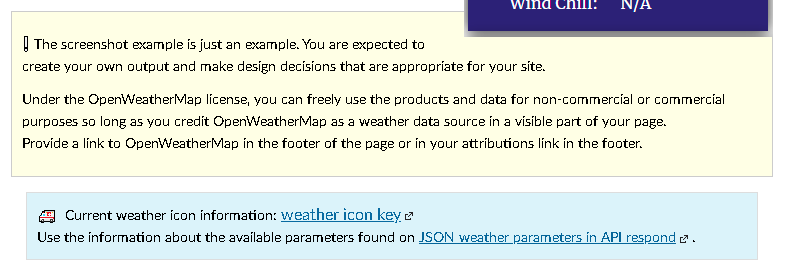 Wind Chill: N/A
The screenshot example is just an example. You are expected to
create your own output and make design decisions that are appropriate for your site.
Under the OpenWeatherMap license, you can freely use the products and data for non-commercial or commercial
purposes so long as you credit OpenWeatherMap as a weather data source in a visible part of your page.
Provide a link to OpenWeatherMap in the footer of the page or in your attributions link in the footer.
Current weather icon information: weather icon key
Use the information about the available parameters found on JSON weather parameters in API respond .